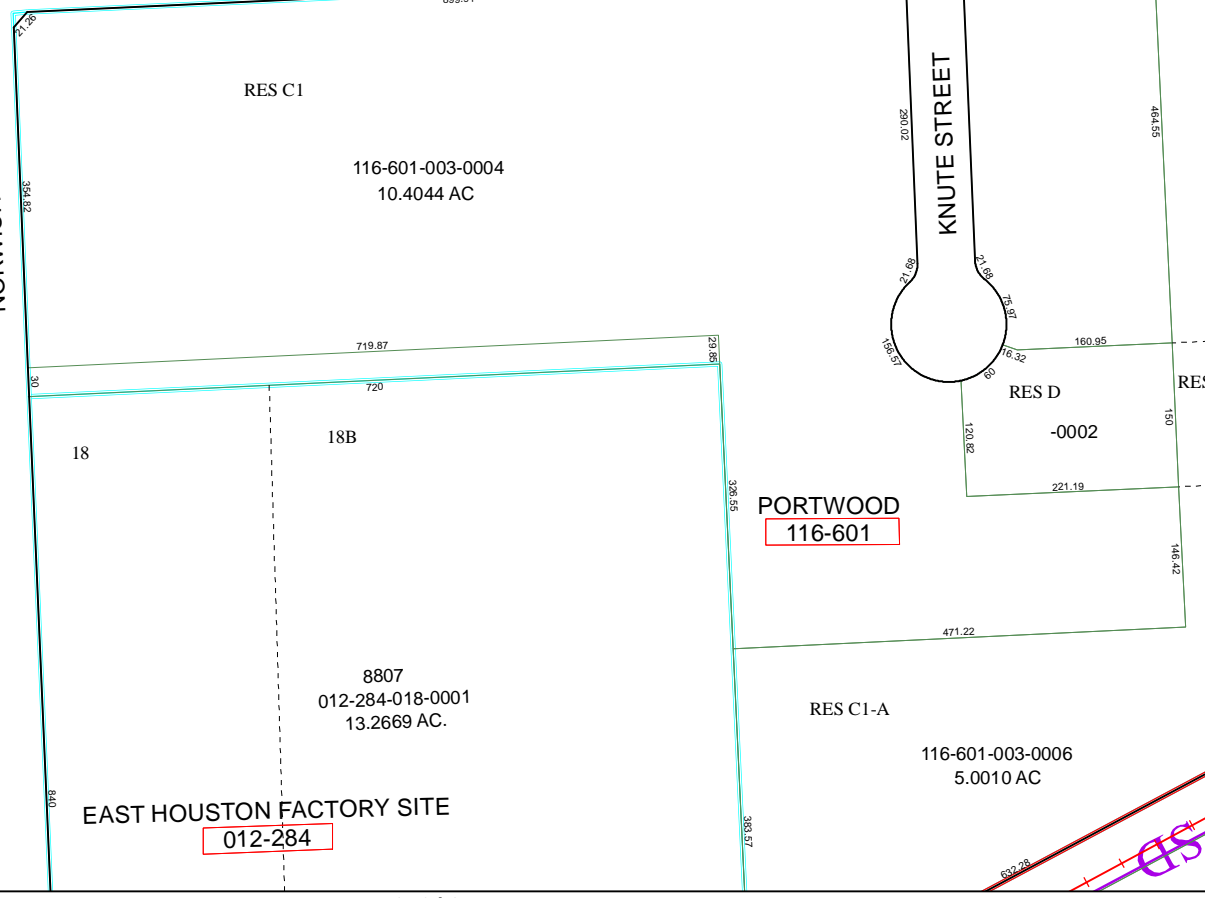 21.26
RES C1
290.02
KNUTE STREET
464.55
116-601-003-0004
10.4044 AC
354.82
21.68
21.68
75.97
719.87
29.85
156.57
16.32
160.95
30
720
60
RES D
RES
18
18B
120.82
-0002
150
326.55
221.19
PORTWOOD
116-601
146.42
471.22
8807
012-284-018-0001
13.2669 AC.
RES C1-A
116-601-003-0006
5.0010 AC
840
EAST HOUSTON FACTORY SITE
012-284
383.57
632.28